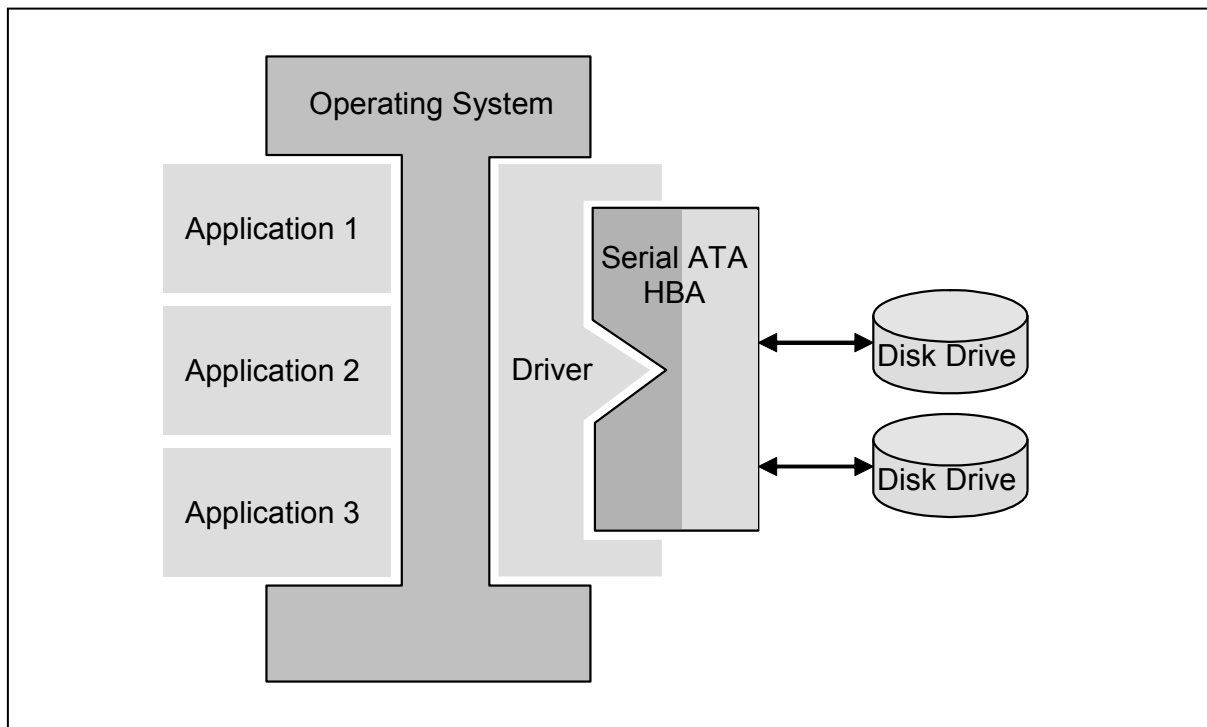 Operating System
Application 1
Application 2
Application 3
Driver
Serial ATA
HBA
Disk Drive
Disk Drive